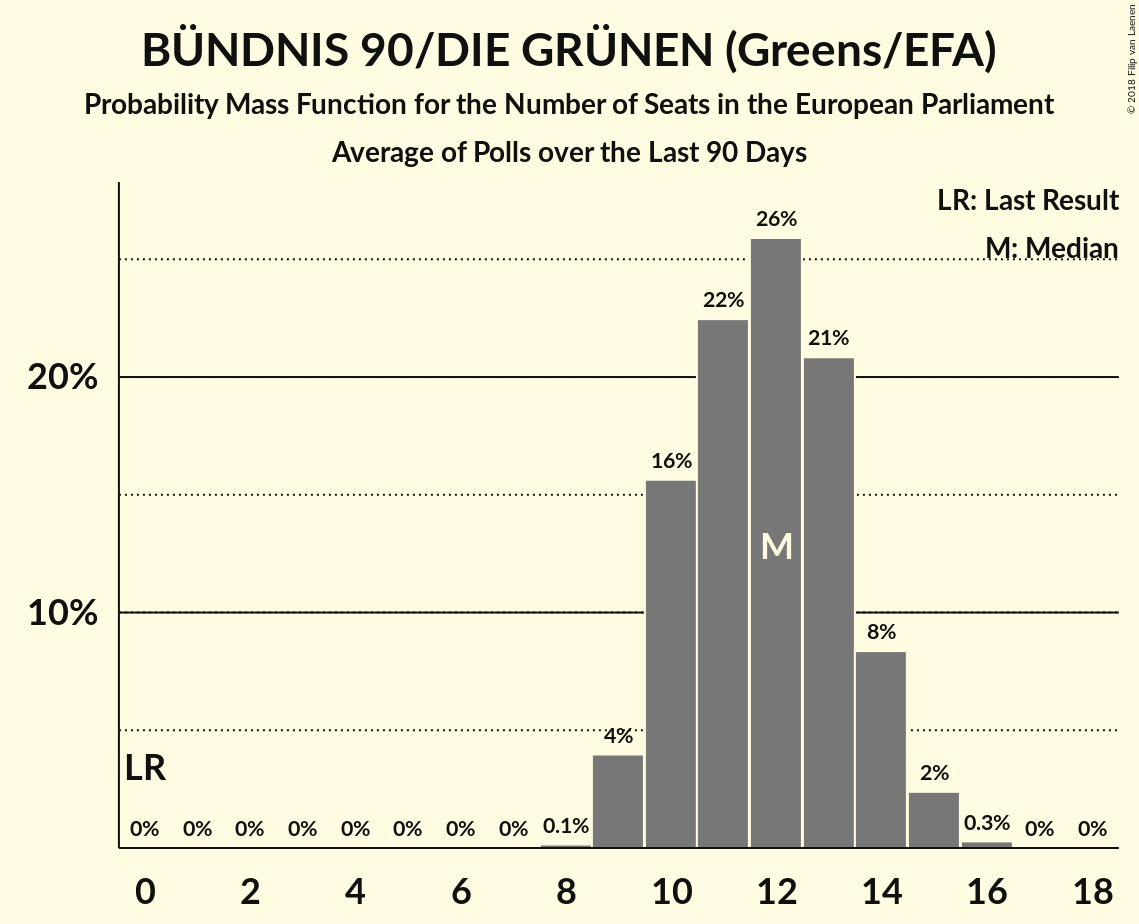 BÜNDNIS 90/DIE GRÜNEN (Greens/EFA)
Probability Mass Function for the Number of Seats in the European Parliament
Average of Polls over the Last 90 Days
© 2018 Filip van Laenen
LR: Last Result
M: Median
26%
22%
21%
20%
16%
M
10%
8%
4%
LR
2%
0% 0% 0% 0% 0% 0% 0% 0% 0.1% 0.3% 0% 0%
0 2 4 6 8 10 12 14 16 18